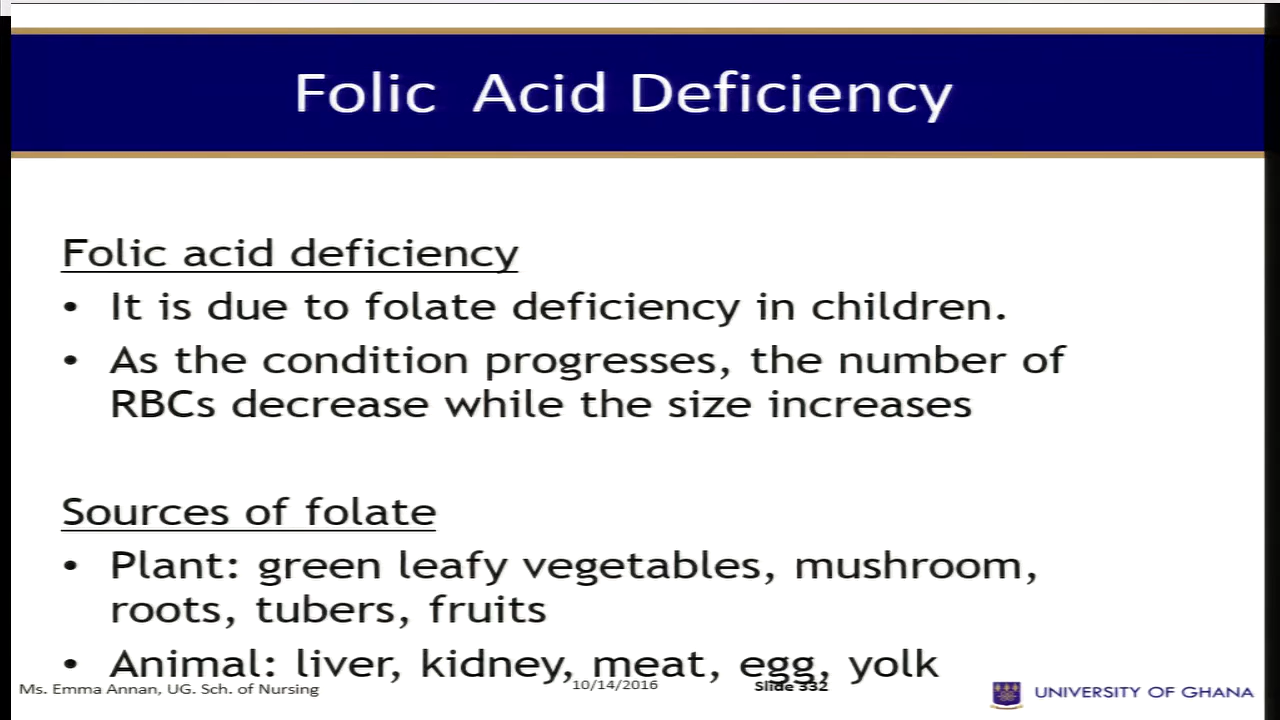 Folic Acid Deficiency
Folic acid deficiency
• It is due to folate deficiency in children.
• As the condition progresses, the number of
RBCs decrease while the size increases
Sources of folate
• Plant: green leafy vegetables, mushroom,
roots, tubers, fruits
• Animal: liver, kidney, meat, egg, yolk
Ms. Emma Annan, UG. Sch. of Nursing
10/14/2016
Slide 332
UNIVERSITY OF GHANA